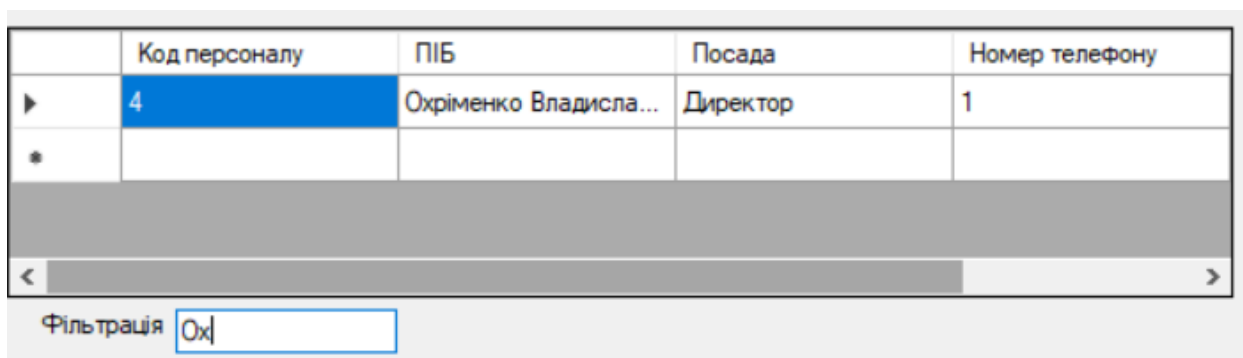 Код персоналу ПІБ Посада Номер телефону
4 Охріменко Владисла... Директор 1
Фільтрація Ох